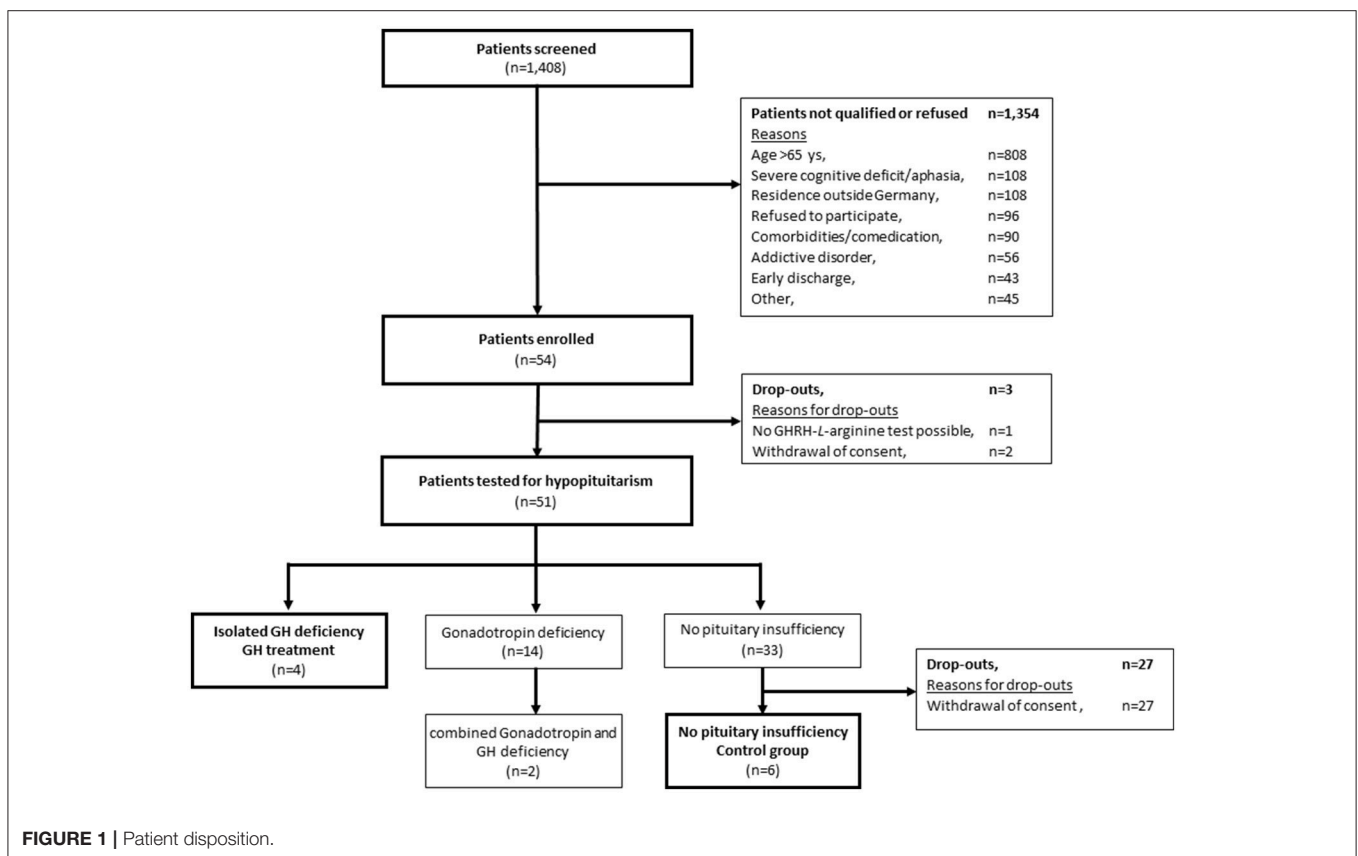 Patients screened
(n=1,408)
Patients not qualified or refused n=1,354
Reasons
Age >65 ys, n=808
Severe cognitive deficit/aphasia, n=108
Residence outside Germany, n=108
Refused to participate, n=96
Comorbidities/comedication, n=90
Addictive disorder, n=56
Early discharge, n=43
Other, n=45
Patients enrolled
(n=54)
Drop-outs, n=3
Reasons for drop-outs
No GHRH-L-arginine test possible, n=1
Withdrawal of consent, n=2
Patients tested for hypopituitarism
(n=51)
Isolated GH deficiency
GH treatment
(n=4)
Gonadotropin deficiency
(n=14)
No pituitary insufficiency
(n=33)
Drop-outs, n=27
Reasons for drop-outs
Withdrawal of consent , n=27
combined Gonadotropin and
GH deficiency
(n=2)
No pituitary insufficiency
Control group
(n=6)
FIGURE 1 | Patient disposition.